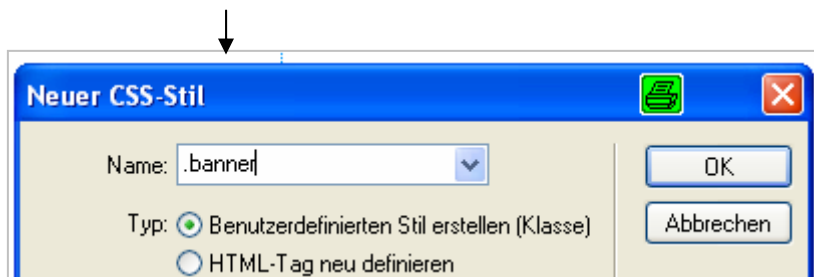 Neuer CSS-Stil
Name: .banner
OK
Typ: Benutzerdefinierten Stil erstellen (Klasse)
Abbrechen
HTML-Tag neu definieren